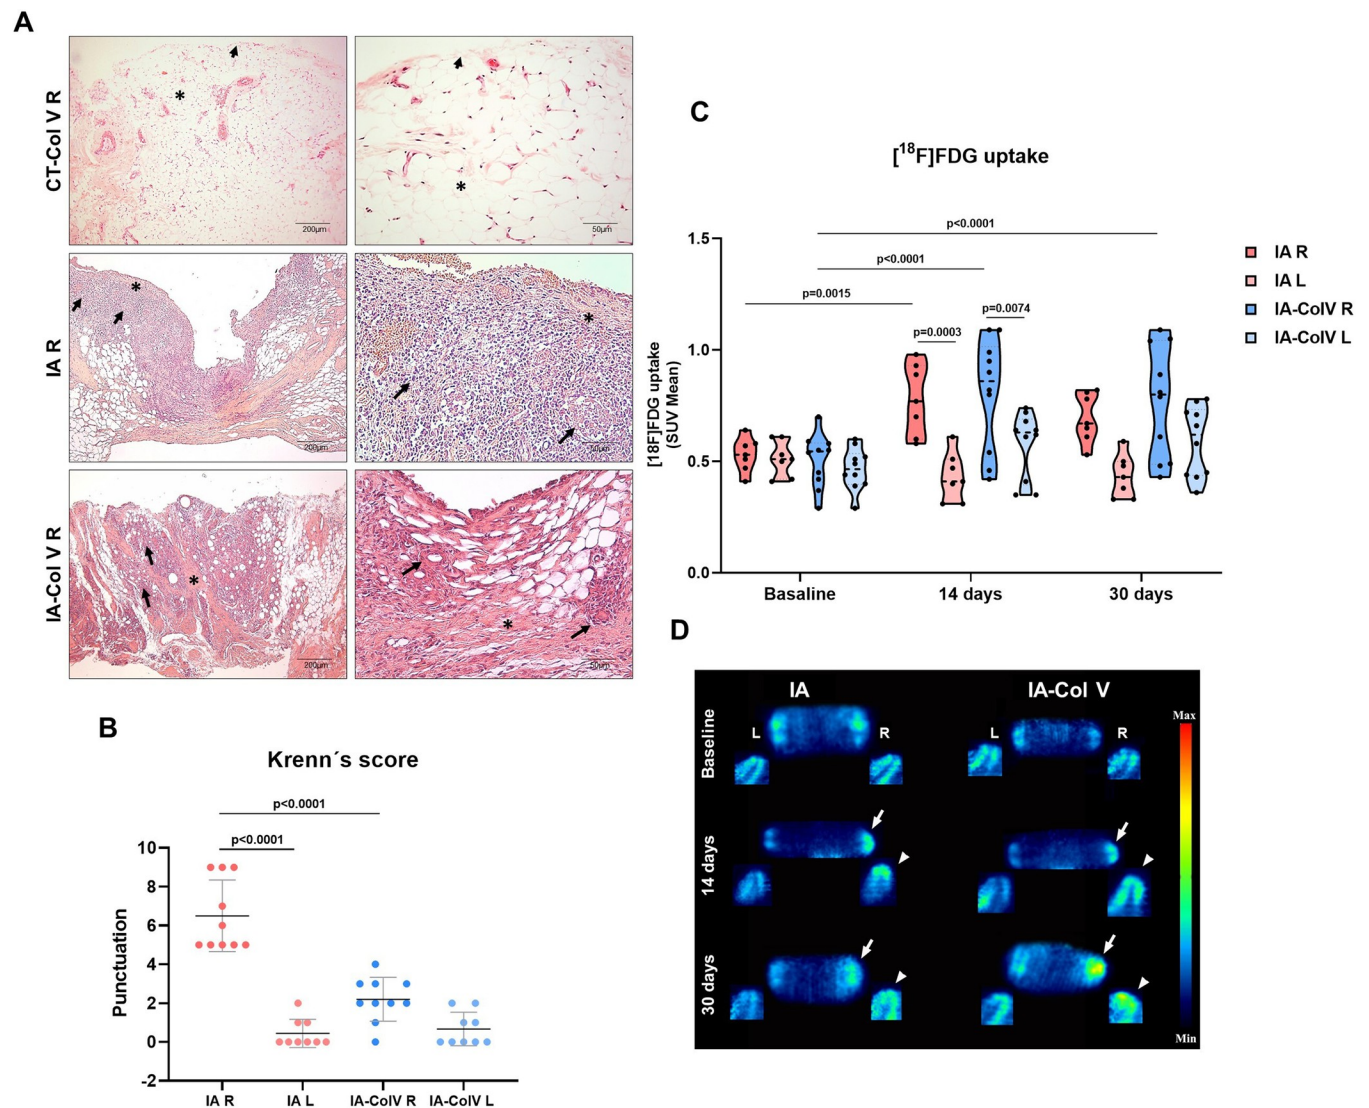 A
CT-Col V R
*
200µm
*
50µm
IA R
*
200µm
*
50µm
IA-Col V R
*
200µm
*
50µm
B
Krenn´s score
p<0.0001
p<0.0001
Punctuation
10
8
6
4
2
0
-2
IA R
IA L
IA-ColV R
IA-ColV L
C
[18F]FDG uptake
[18F]FDG uptake
(SUV Mean)
1.5
1.0
0.5
0.0
p<0.0001
p<0.0001
p=0.0015
p=0.0074
p=0.0003
Baseline
14 days
30 days
IA R
IA L
IA-ColV R
IA-ColV L
D
IA
IA-Col V
Baseline
L
R
L
R
14 days
30 days
Max
Min